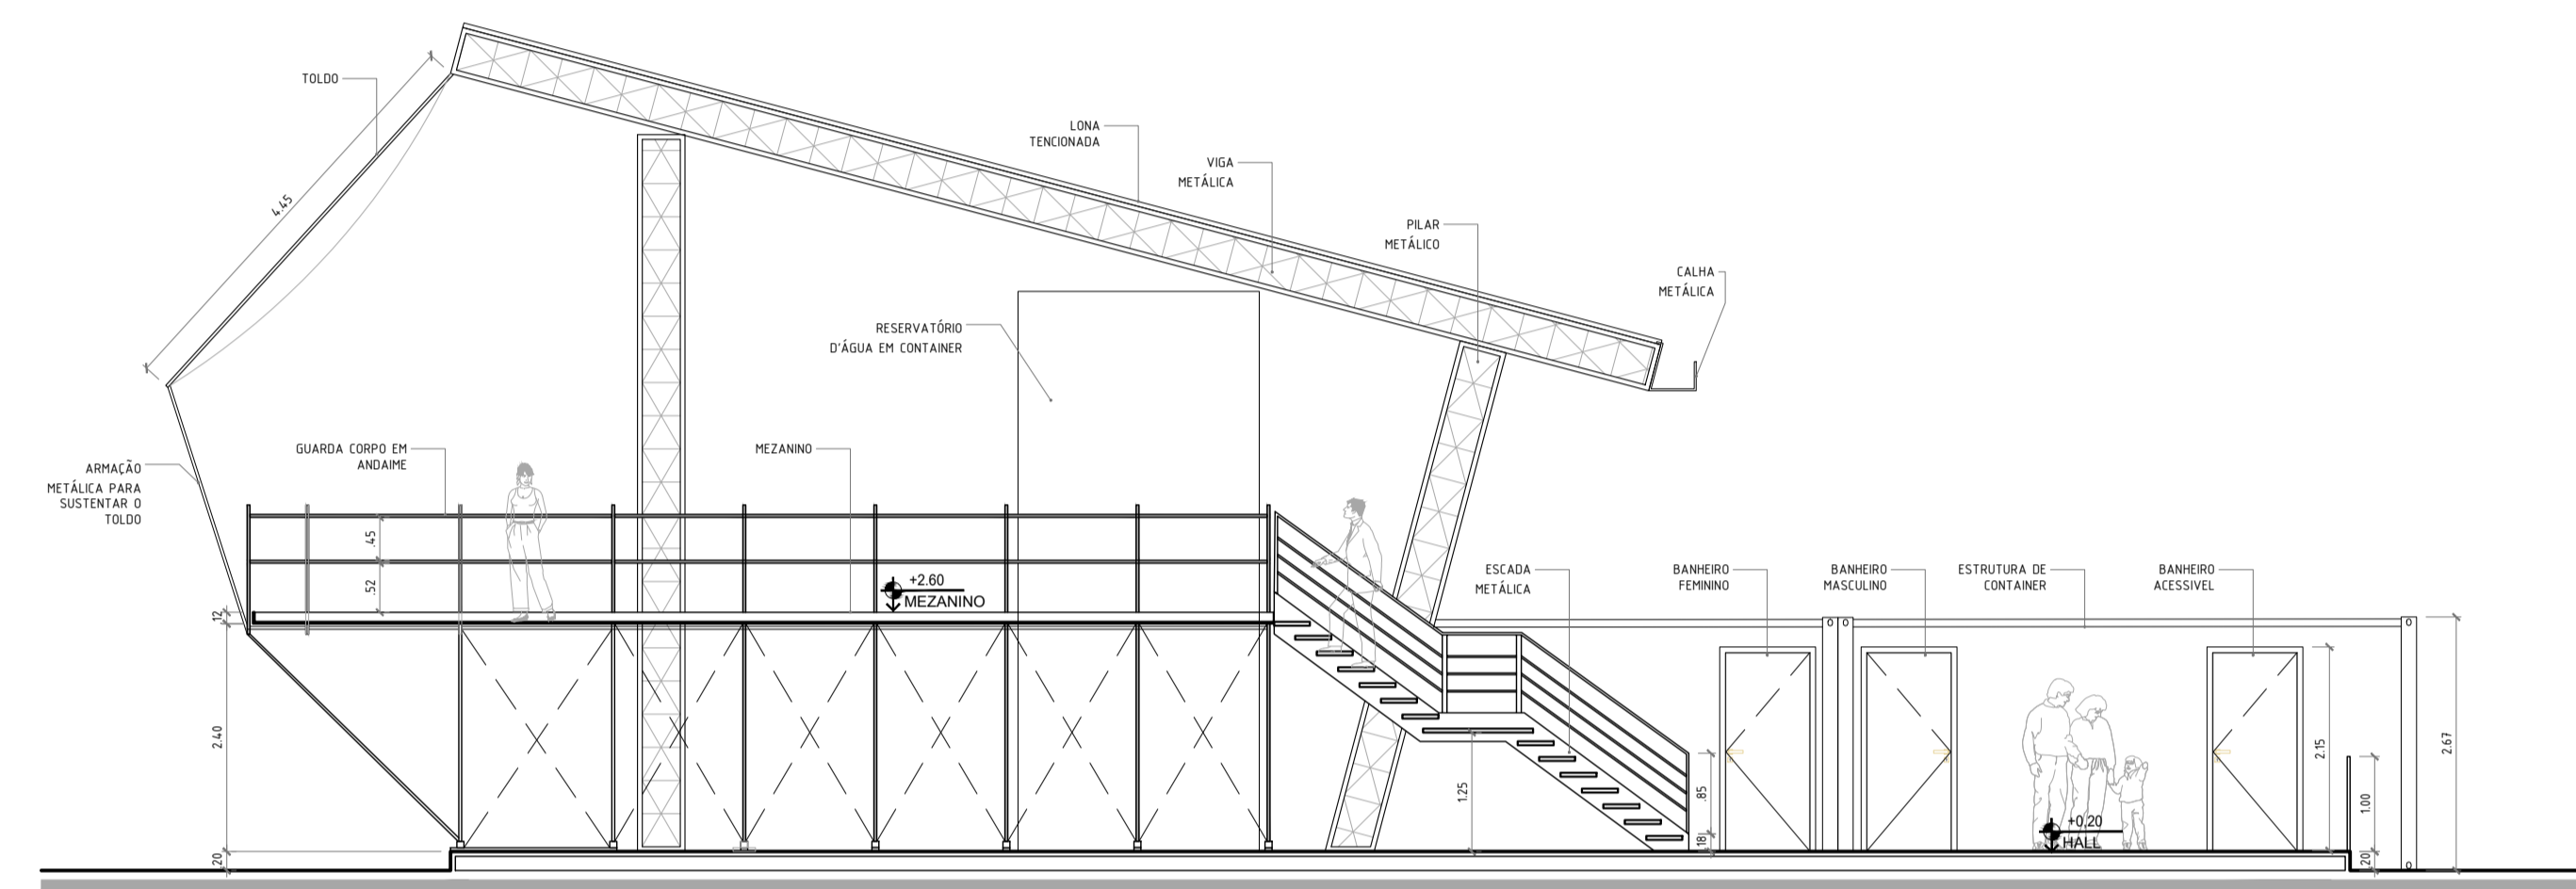 TOLDO
4.45
LONA
TENCIONADA
VIGA
METÁLICA
PILAR
METÁLICO
CALHA
METÁLICA
RESERVATÓRIO
D'ÁGUA EM CONTAINER
ARMAÇÃO
METÁLICA PARA
SUSTENTAR O
TOLDO
GUARDA CORPO EM
ANDAIME
MEZANINO
.45
.52
12
2.40
.20
+2.60
MEZANINO
ESCADA
METÁLICA
BANHEIRO
FEMININO
BANHEIRO
MASCULINO
ESTRUTURA DE
CONTAINER
BANHEIRO
ACESSIVEL
1.25
.85
.18
+0,20
HALL
2.15
1.00
.20
2.67